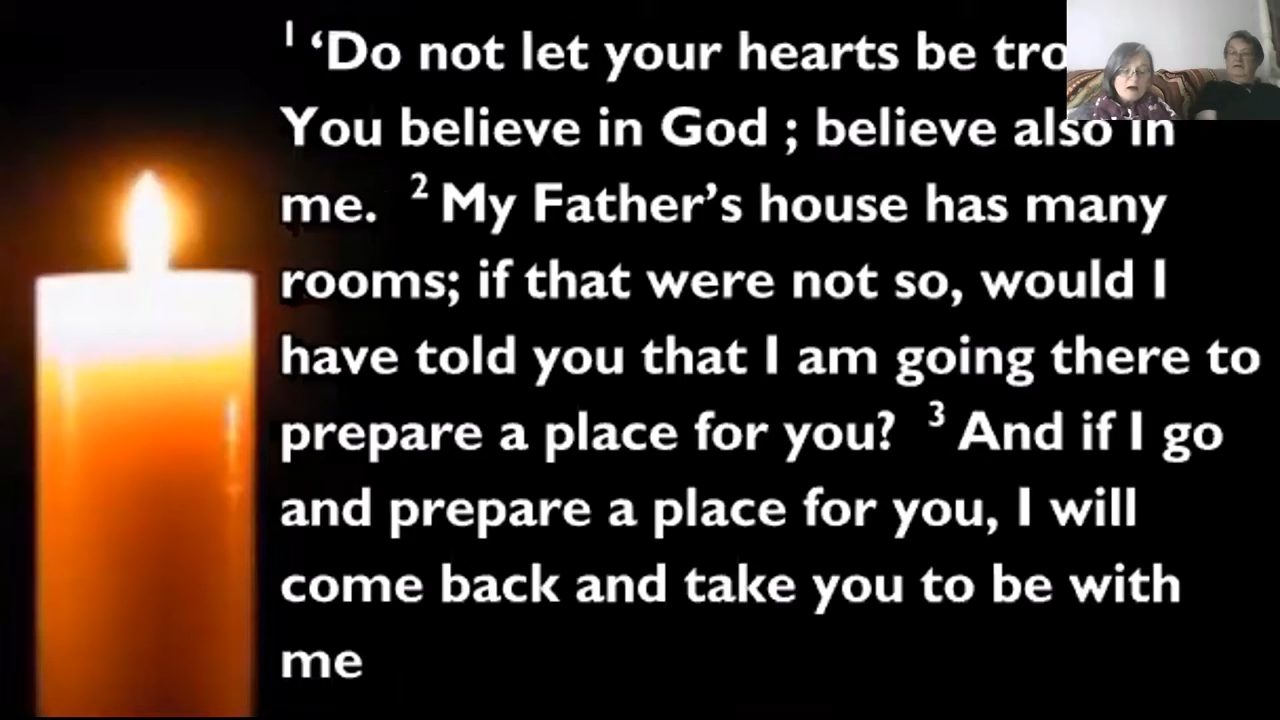 1 ‘Do not let your hearts be
You believe in God ; believe also in
me. 2 My Father’s house has many
rooms; if that were not so, would I
have told you that I am going there to
prepare a place for you? 3 And if I go
and prepare a place for you, I will
come back and take you to be with
me